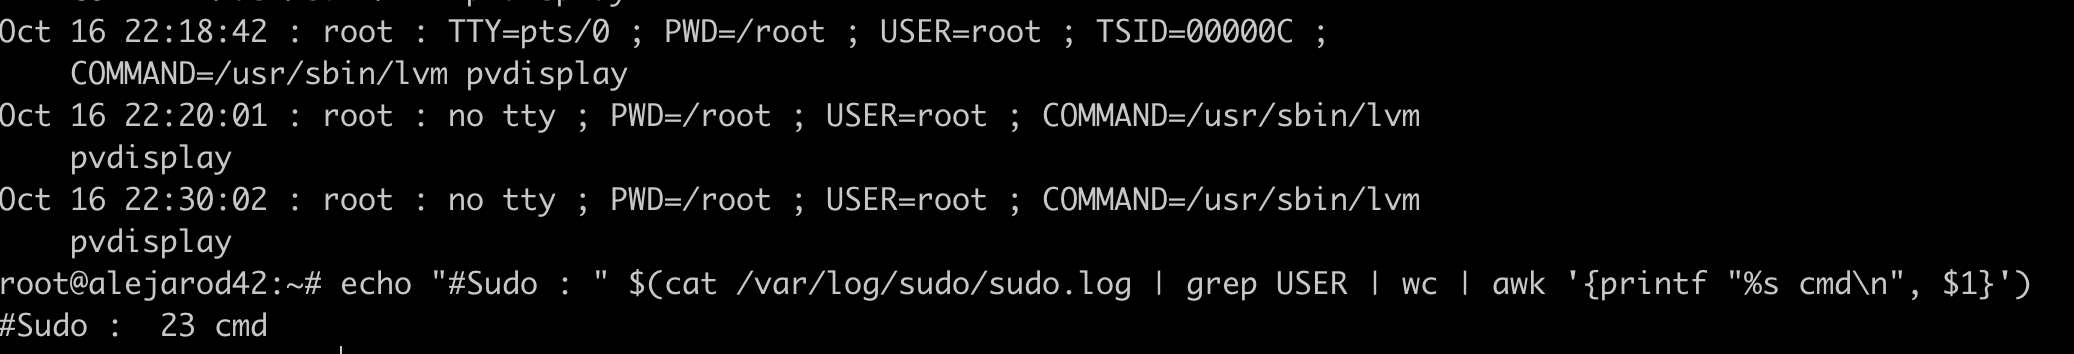 Oct 16 22:18:42 : root : TTY=pts/0 ; PWD=/root ; USER=root ; TSID=00000C ;
    COMMAND=/usr/sbin/lvm pvdisplay
Oct 16 22:20:01 : root : no tty ; PWD=/root ; USER=root ; COMMAND=/usr/sbin/lvm
    pvdisplay
Oct 16 22:30:02 : root : no tty ; PWD=/root ; USER=root ; COMMAND=/usr/sbin/lvm
    pvdisplay
root@alejarod42:~# echo "#Sudo : " $(cat /var/log/sudo/sudo.log | grep USER | wc | awk '{printf "%s cmd\n", $1}')
#Sudo :  23 cmd